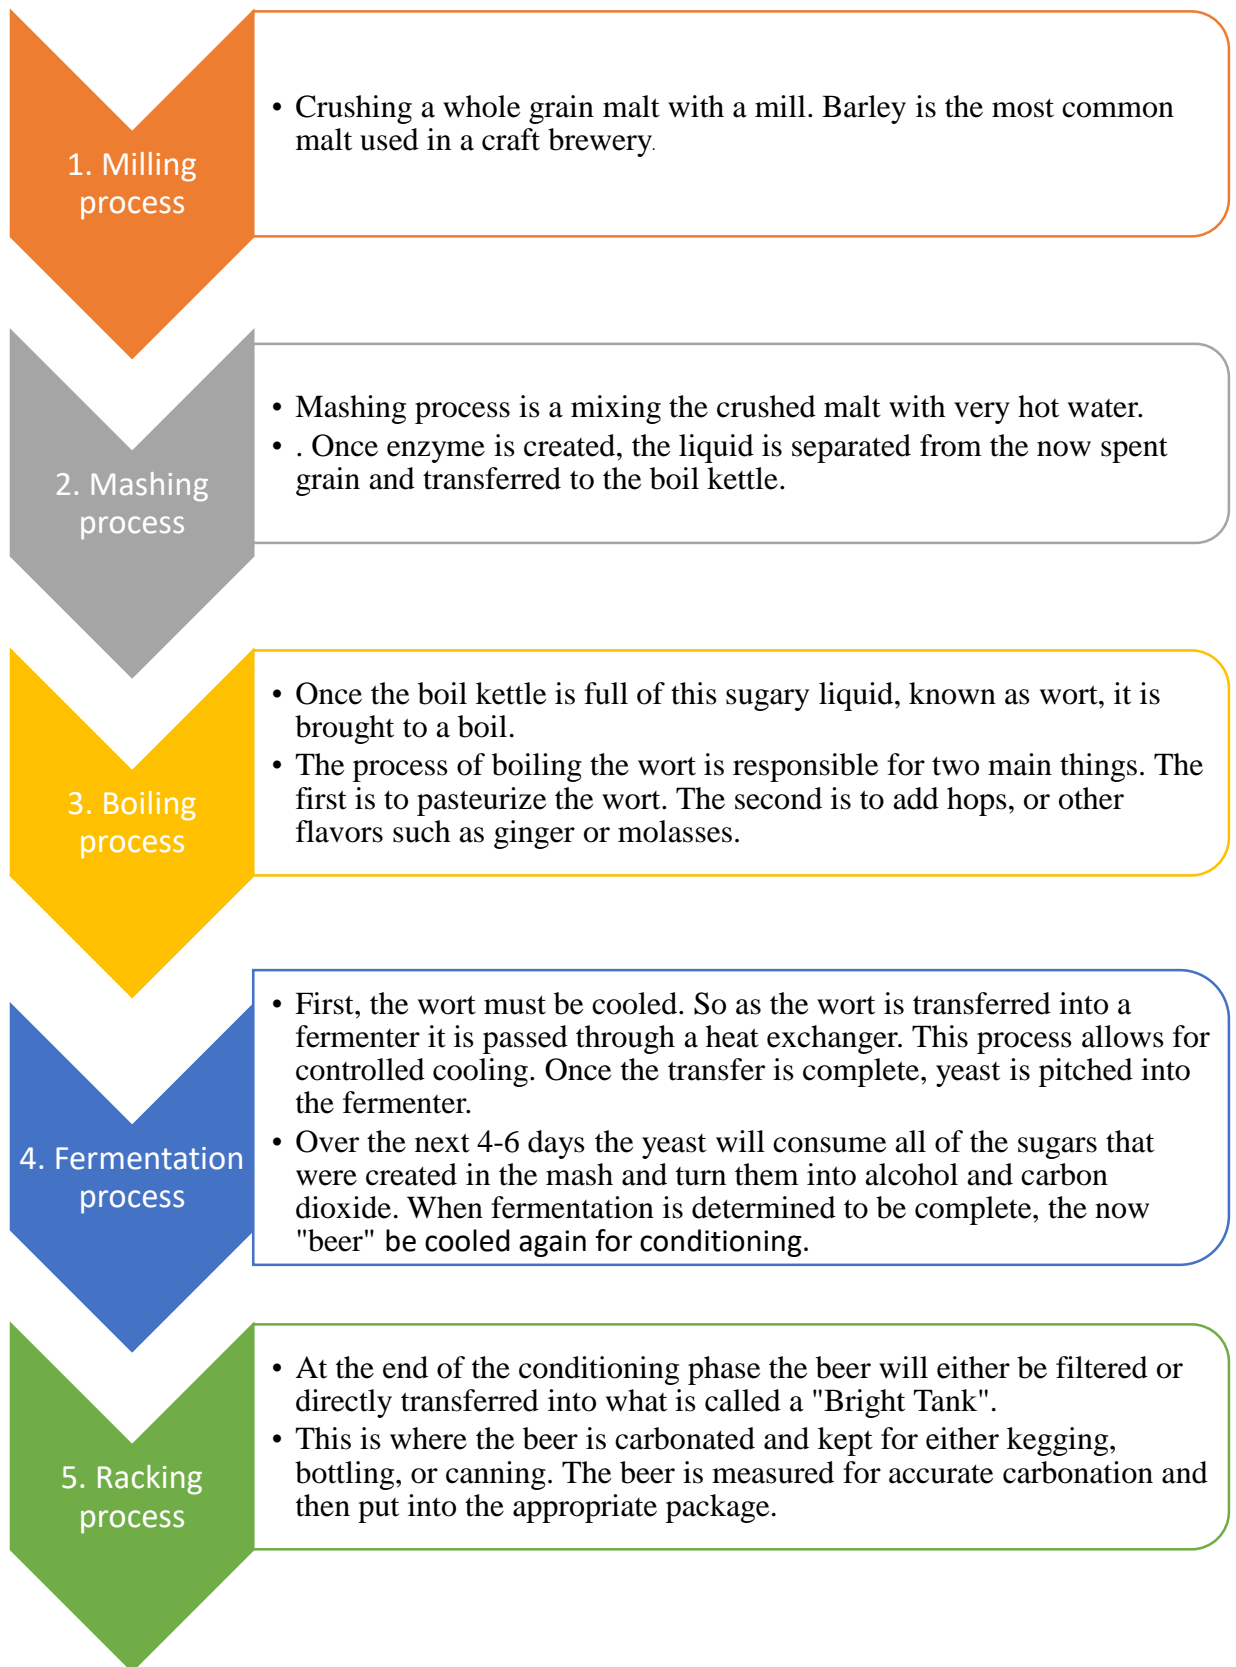 1. Milling
process
• Crushing a whole grain malt with a mill. Barley is the most common
malt used in a craft brewery.
2. Mashing
process
• Mashing process is a mixing the crushed malt with very hot water.
• . Once enzyme is created, the liquid is separated from the now spent
grain and transferred to the boil kettle.
3. Boiling
process
• Once the boil kettle is full of this sugary liquid, known as wort, it is
brought to a boil.
• The process of boiling the wort is responsible for two main things. The
first is to pasteurize the wort. The second is to add hops, or other
flavors such as ginger or molasses.
4. Fermentation
process
• First, the wort must be cooled. So as the wort is transferred into a
fermenter it is passed through a heat exchanger. This process allows for
controlled cooling. Once the transfer is complete, yeast is pitched into
the fermenter.
• Over the next 4-6 days the yeast will consume all of the sugars that
were created in the mash and turn them into alcohol and carbon
dioxide. When fermentation is determined to be complete, the now
"beer" be cooled again for conditioning.
5. Racking
process
• At the end of the conditioning phase the beer will either be filtered or
directly transferred into what is called a "Bright Tank".
• This is where the beer is carbonated and kept for either kegging,
bottling, or canning. The beer is measured for accurate carbonation and
then put into the appropriate package.